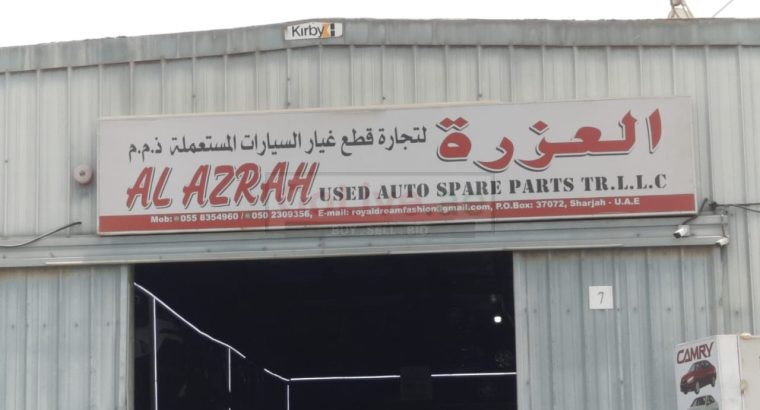 Kirby
العزرة لتجارة قطع غيار السيارات المستعملة ذ.م.م
AL AZRAH USED AUTO SPARE PARTS TR.L.L.C
Mob: 055 8354960 / 050 2309356, E-mail: royaldreamfashion@gmail.com, P.O.Box: 37072, Sharjah - U.A.E
7
CAMRY